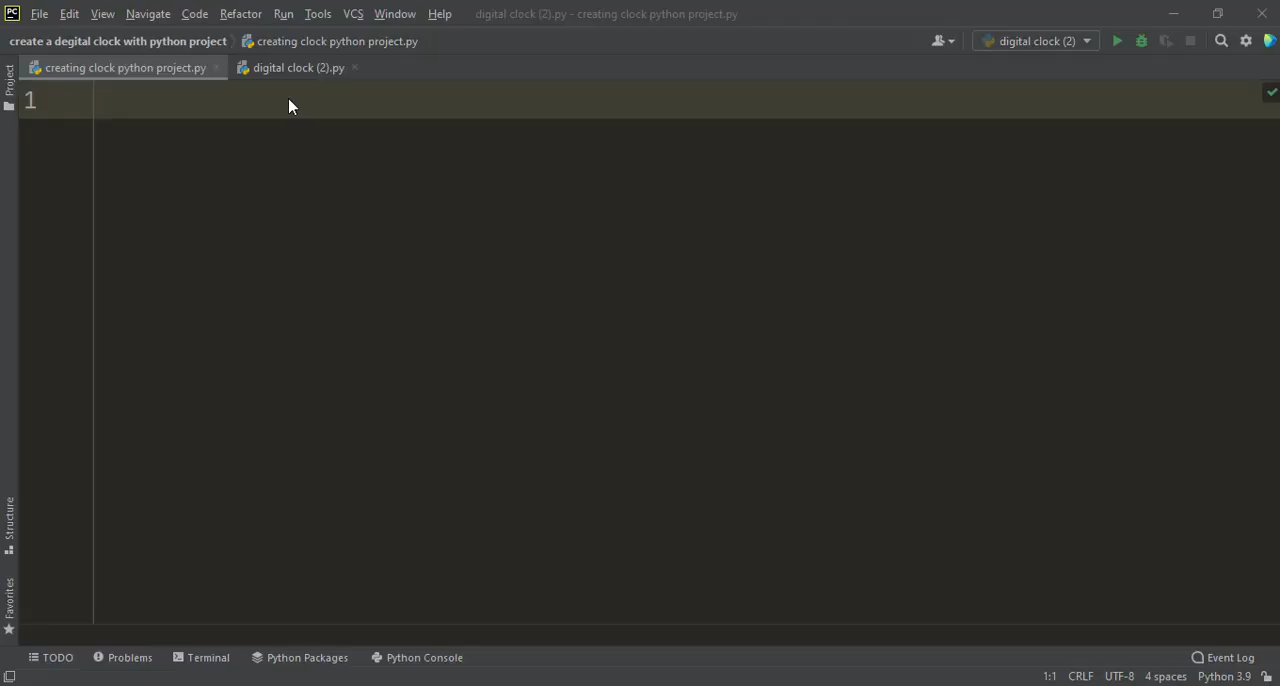 PC File Edit View Navigate Code Refactor Run Tools VCS Window Help digital clock (2).py - creating clock python project.py
create a degital clock with python project creating clock python project.py digital clock (2)
creating clock python project.py digital clock (2).py
Project
1
Structure
Favorites
TODO Problems Terminal Python Packages Python Console Event Log
1:1 CRLF UTF-8 4 spaces Python 3.9